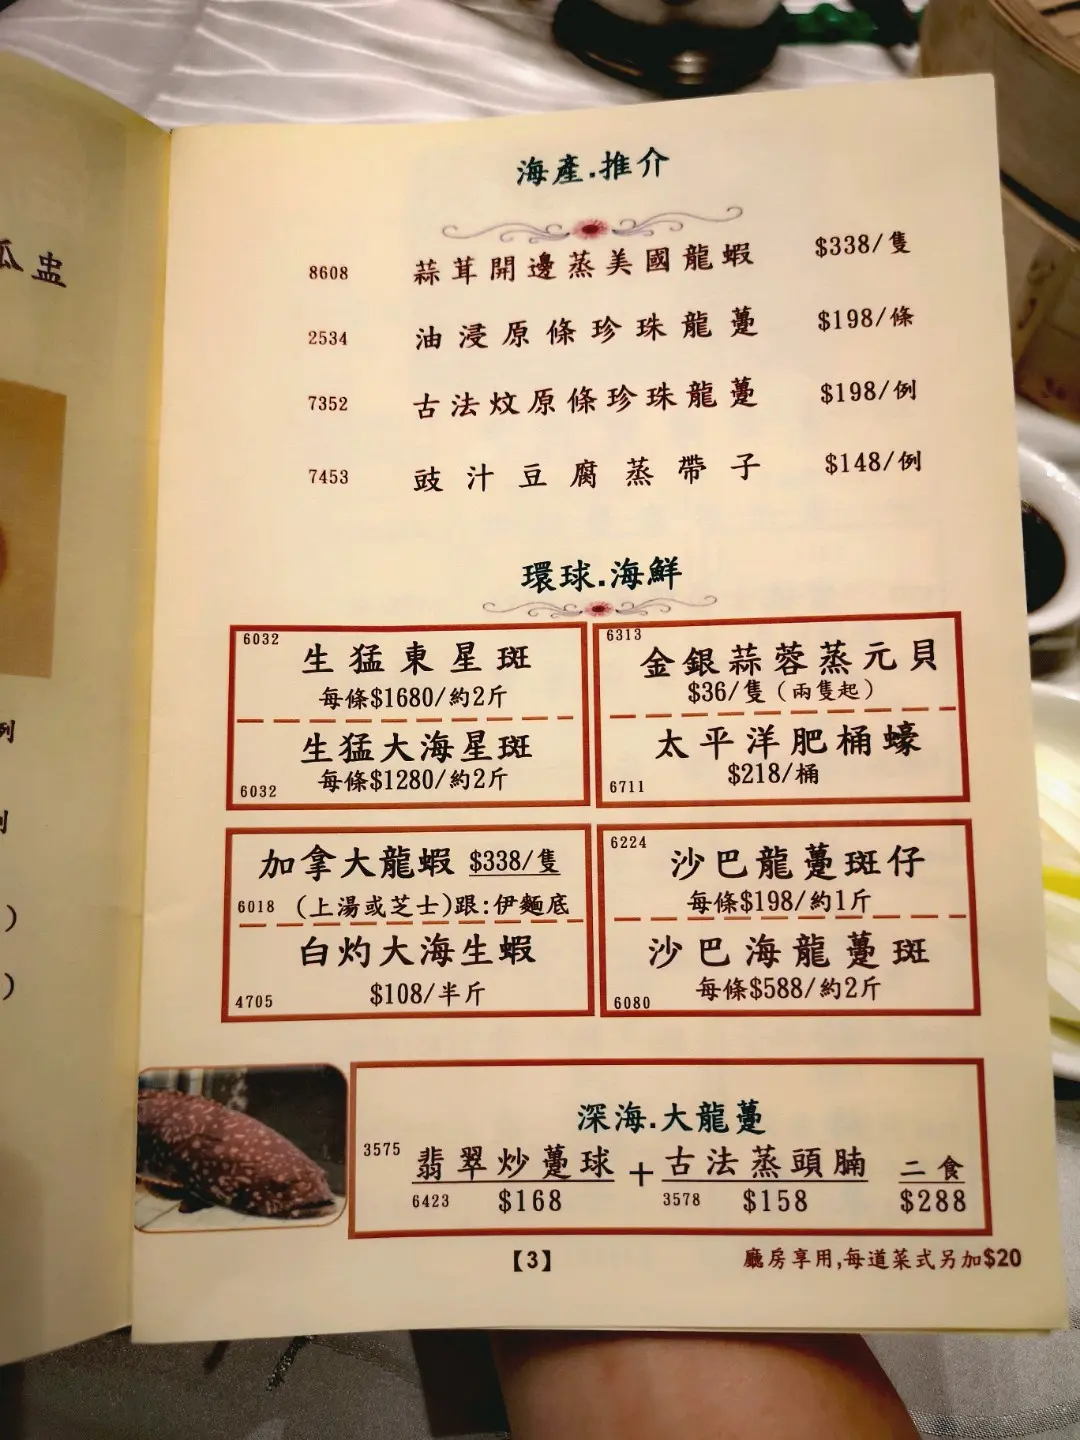 瓜盅
例
海產.推介
8608 蒜茸開邊蒸美國龍蝦 $338/隻
2534 油浸原條珍珠龍躉 $198/條
7352 古法炆原條珍珠龍躉 $198/例
7453 豉汁豆腐蒸帶子 $148/例
環球.海鮮
6032
生猛東星斑
每條$1680/約2斤
生猛大海星斑
每條$1280/約2斤
6032
6313
金銀蒜蓉蒸元貝
$36/隻(兩隻起)
太平洋肥桶蠔
$218/桶
6711
加拿大龍蝦 $338/隻
6018 (上湯或芝士)跟:伊麵底
白灼大海生蝦
$108/半斤
4705
6224
沙巴龍躉斑仔
每條$198/約1斤
沙巴海龍躉斑
每條$588/約2斤
6080
深海.大龍躉
3575 翡翠炒躉球+古法蒸頭腩 二食
6423 $168 3578 $158 $288
【3】
廳房享用,每道菜式另加$20